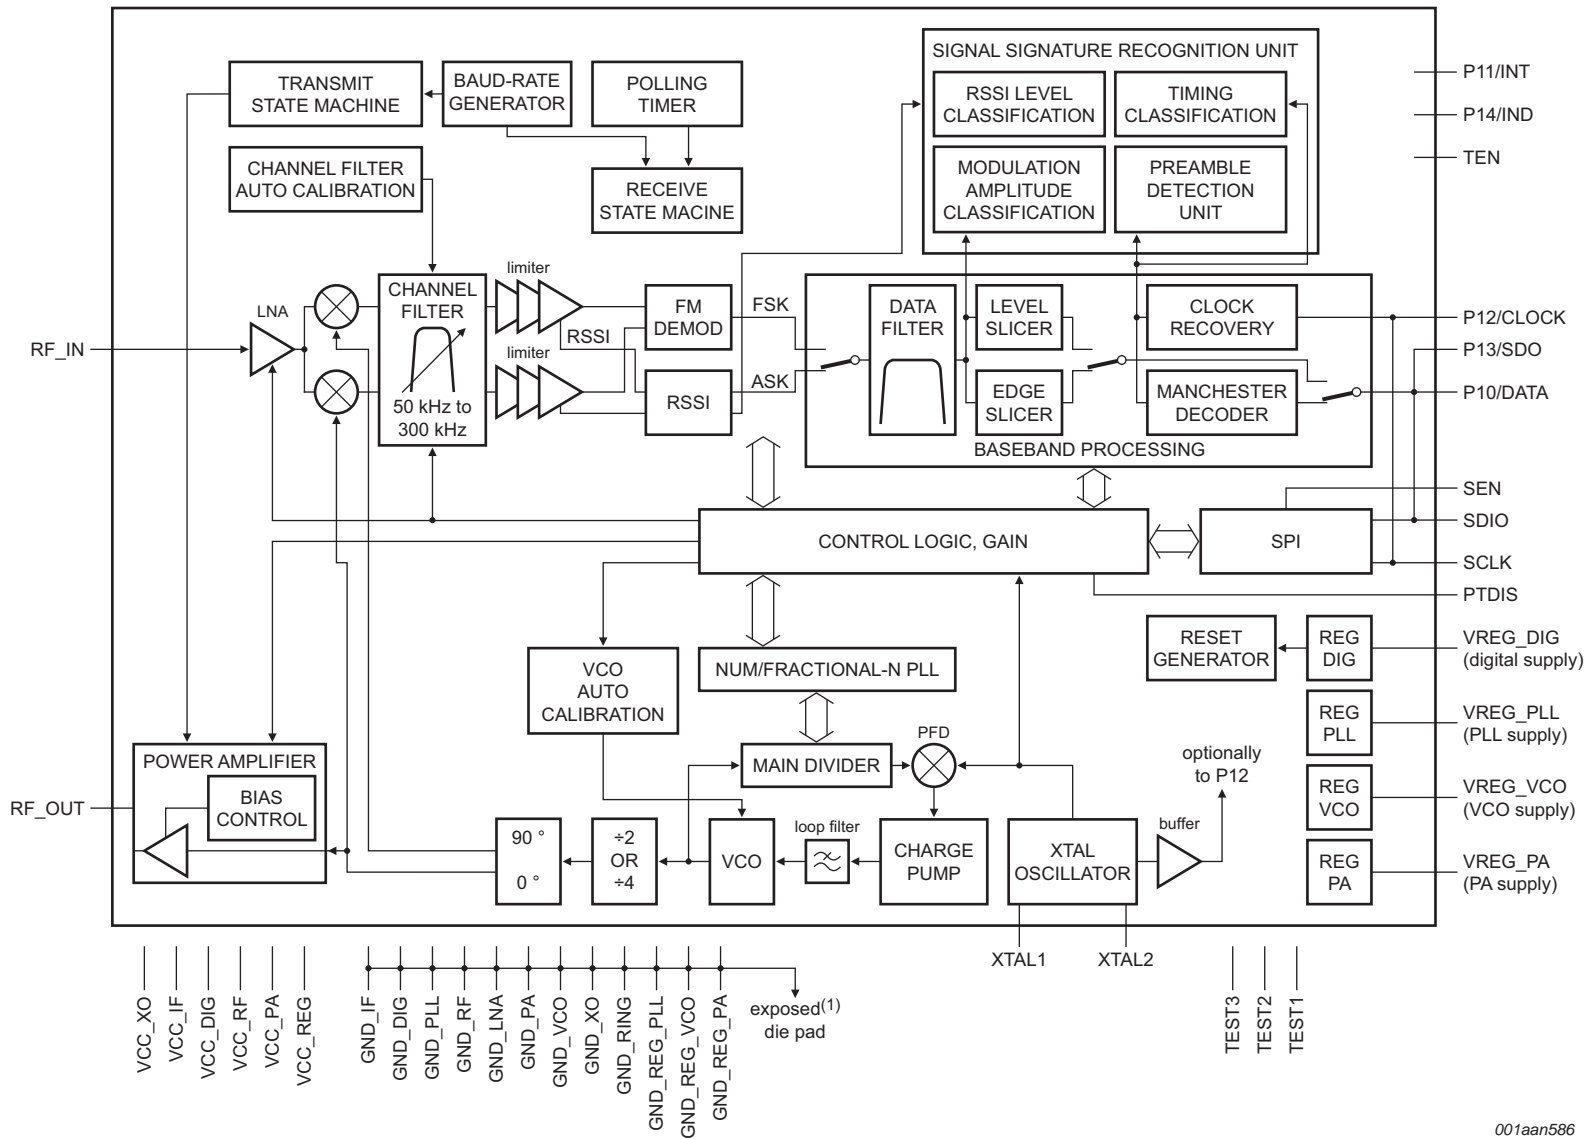 SIGNAL SIGNATURE RECOGNITION UNIT
TRANSMIT
STATE MACHINE
BAUD-RATE
GENERATOR
POLLING
TIMER
RSSI LEVEL
CLASSIFICATION
TIMING
CLASSIFICATION
P11/INT
P14/IND
TEN
CHANNEL FILTER
AUTO CALIBRATION
RECEIVE
STATE MACINE
MODULATION
AMPLITUDE
CLASSIFICATION
PREAMBLE
DETECTION
UNIT
RF_IN
LNA
CHANNEL
FILTER
50 kHz to
300 kHz
limiter
RSSI
limiter
FM
DEMOD
RSSI
FSK
ASK
DATA
FILTER
LEVEL
SLICER
EDGE
SLICER
CLOCK
RECOVERY
MANCHESTER
DECODER
BASEBAND PROCESSING
P12/CLOCK
P13/SDO
P10/DATA
SEN
SDIO
SCLK
PTDIS
CONTROL LOGIC, GAIN
SPI
VCO
AUTO
CALIBRATION
NUM/FRACTIONAL-N PLL
RESET
GENERATOR
REG
DIG
VREG_DIG
(digital supply)
REG
PLL
VREG_PLL
(PLL supply)
REG
VCO
VREG_VCO
(VCO supply)
REG
PA
VREG_PA
(PA supply)
POWER AMPLIFIER
BIAS
CONTROL
RF_OUT
MAIN DIVIDER
PFD
optionally
to P12
90 °
0 °
÷2
OR
÷4
VCO
loop filter
CHARGE
PUMP
XTAL
OSCILLATOR
buffer
XTAL1
XTAL2
VCC_XO
VCC_IF
VCC_DIG
VCC_RF
VCC_PA
VCC_REG
GND_IF
GND_DIG
GND_PLL
GND_RF
GND_LNA
GND_PA
GND_VCO
GND_XO
GND_RING
GND_REG_PLL
GND_REG_VCO
GND_REG_PA
exposed(1)
die pad
TEST3
TEST2
TEST1
001aan586